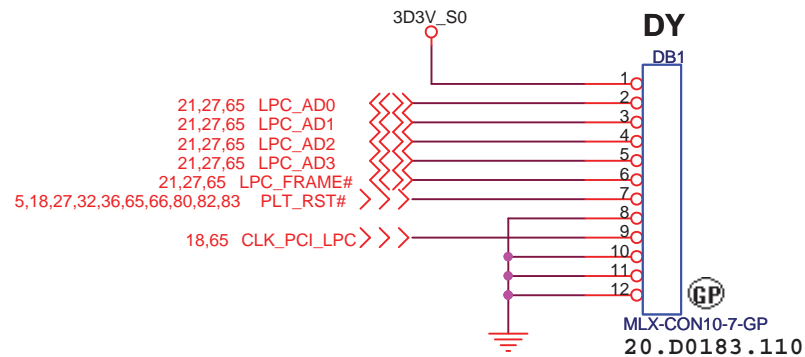 3D3V_S0
DY
DB1
1
21,27,65 LPC_AD0 2
21,27,65 LPC_AD1 3
21,27,65 LPC_AD2 4
21,27,65 LPC_AD3 5
21,27,65 LPC_FRAME# 6
5,18,27,32,36,65,66,80,82,83 PLT_RST# 7
8
18,65 CLK_PCI_LPC 9
10
11
12
GP
MLX-CON10-7-GP
20.D0183.110